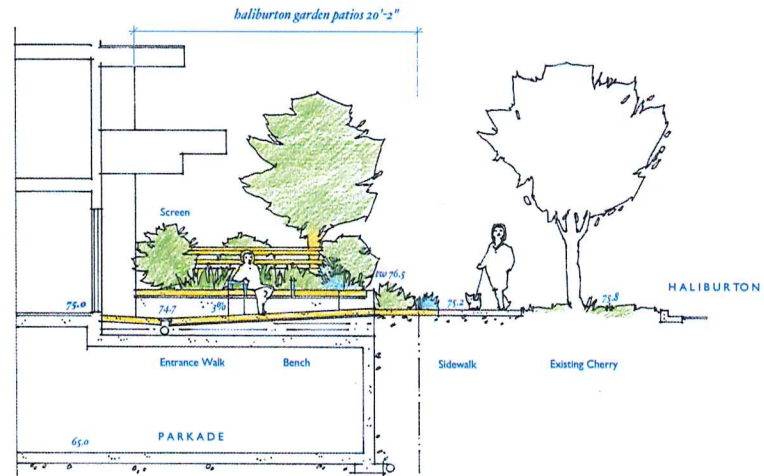 haliburton garden patios 20'-2"
Screen
tw 76.5
75.0
74.7
3%
75.2
75.8
HALIBURTON
Entrance Walk
Bench
Sidewalk
Existing Cherry
65.0
PARKADE